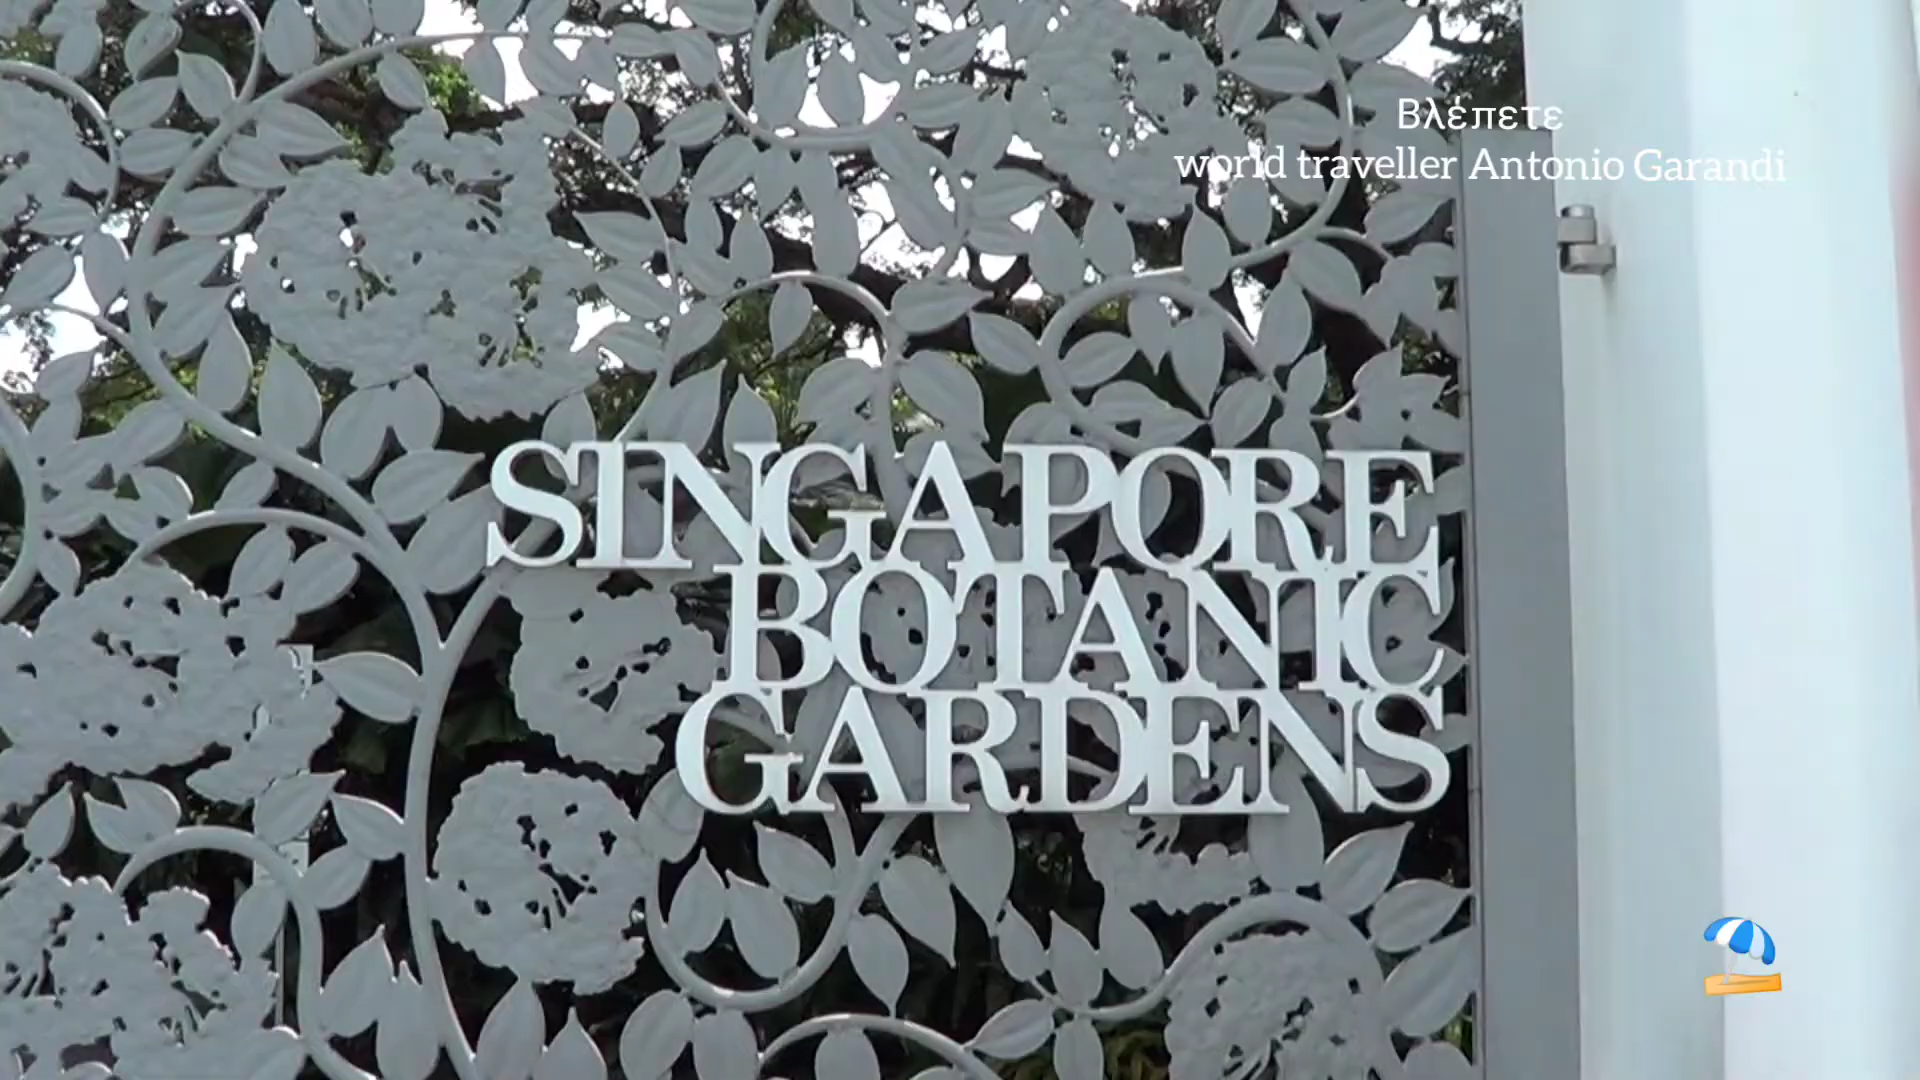 Βλέπετε
world traveller Antonio Garandi
SINGAPORE
BOTANIC
GARDENS